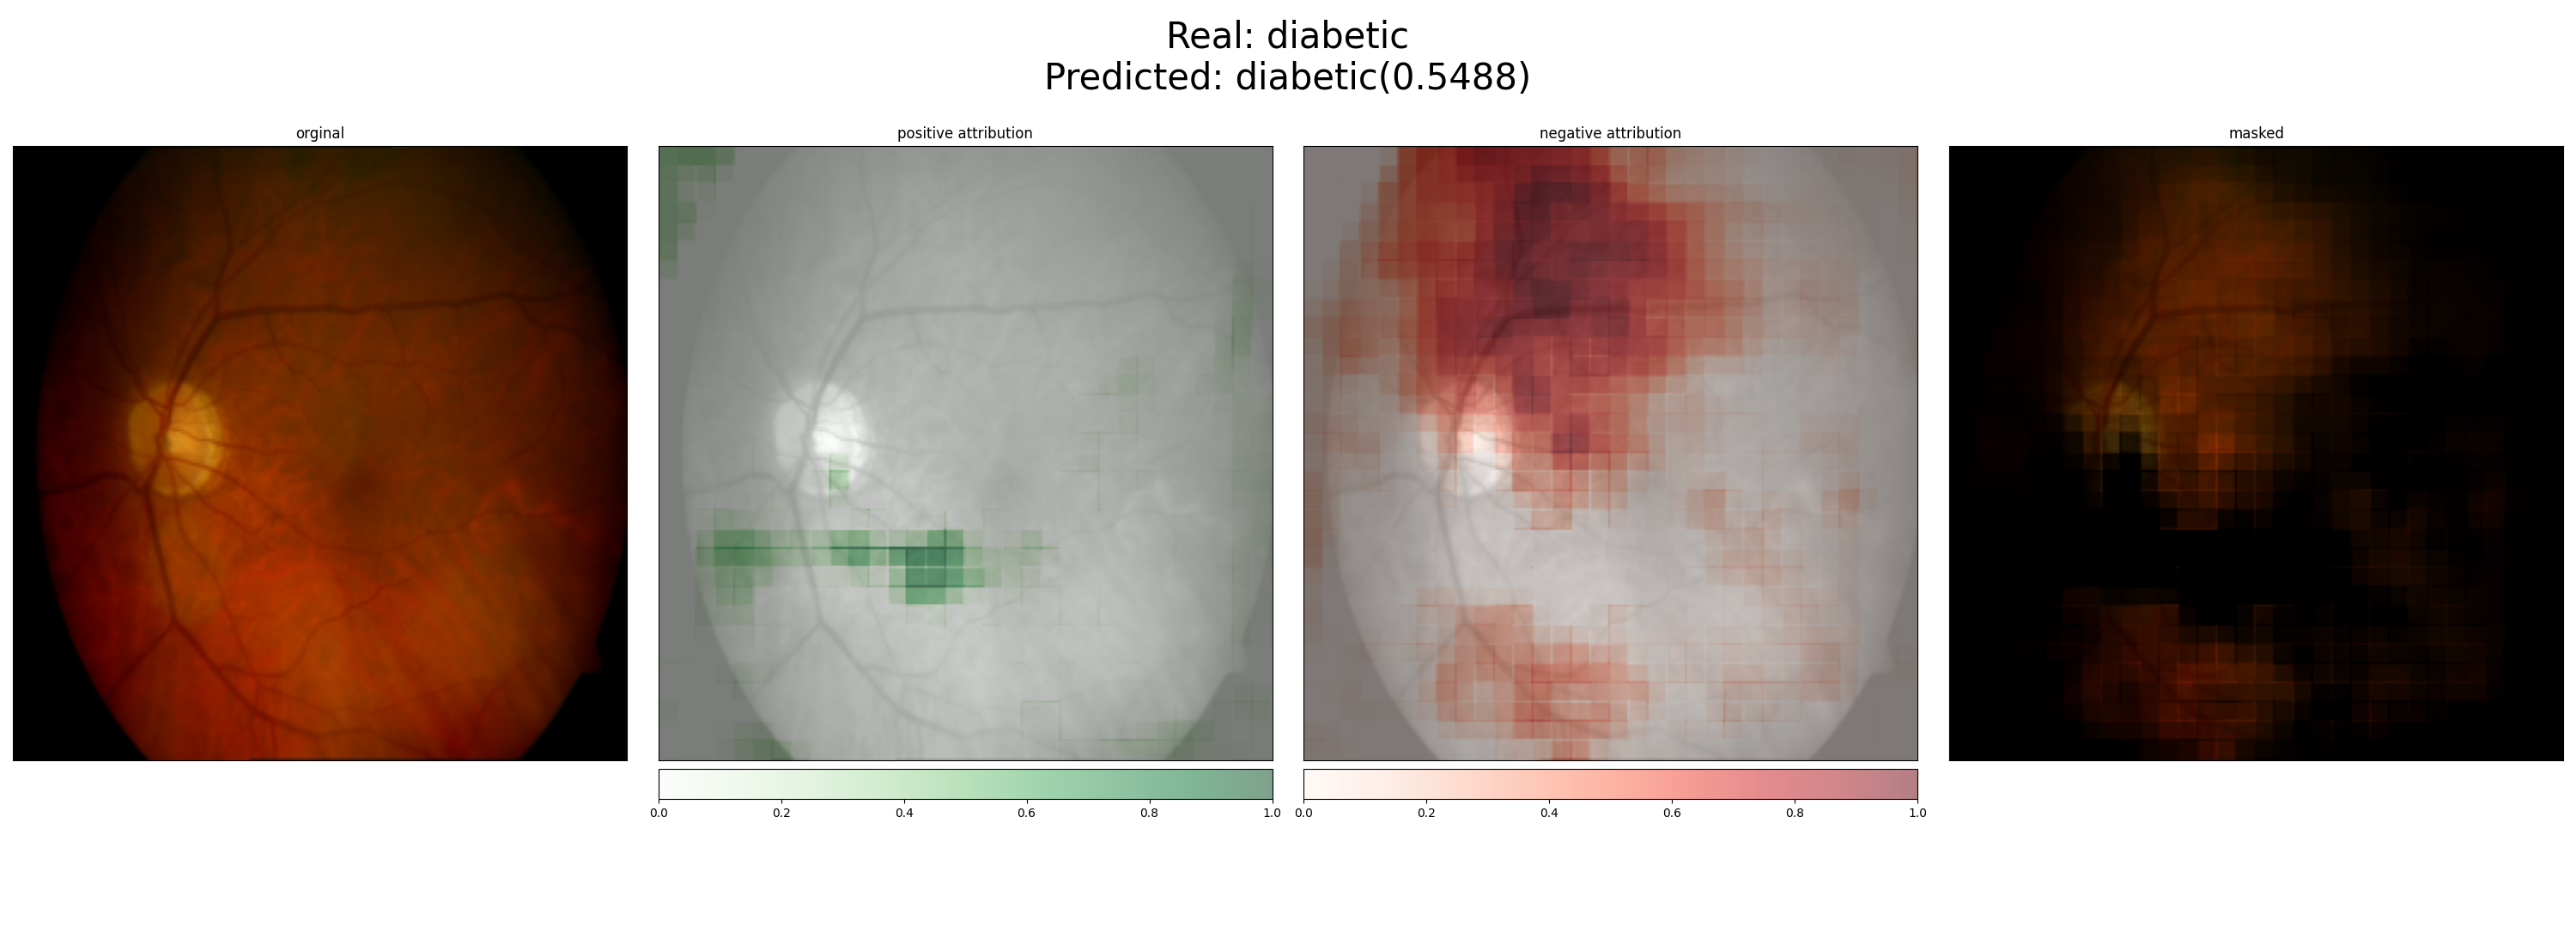 Real: diabetic
Predicted: diabetic(0.5488)
orginal
positive attribution
negative attribution
masked
0.0 0.2 0.4 0.6 0.8 1.0
0.0 0.2 0.4 0.6 0.8 1.0